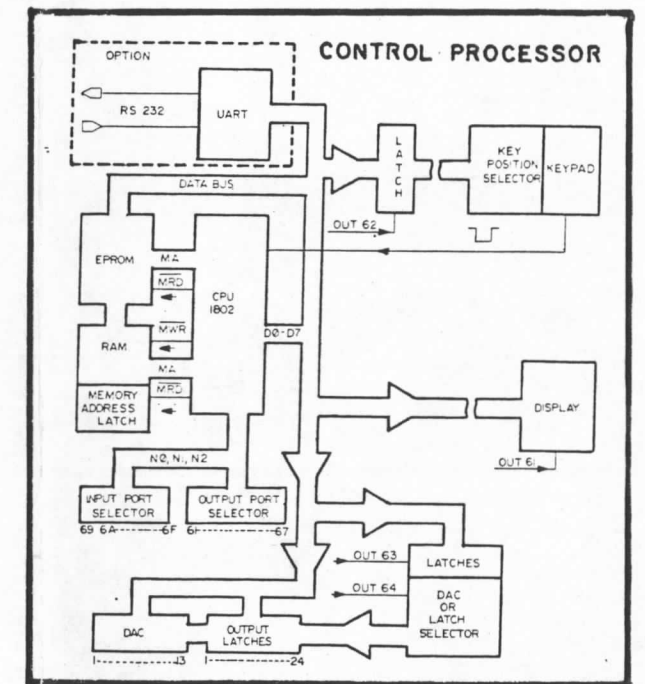 CONTROL PROCESSOR
OPTION
RS 232
UART
DATA BUS
LATCH
KEY
POSITION
SELECTOR
KEYPAD
OUT 62
EPROM
MA
MRD
CPU
1802
MWR
D0-D7
RAM
MA
MRD
MEMORY
ADDRESS
LATCH
DISPLAY
OUT 61
N0, N1, N2
INPUT PORT
SELECTOR
OUTPUT PORT
SELECTOR
69 6A----------6F
61----------67
OUT 63
LATCHES
OUT 64
DAC
OR
LATCH
SELECTOR
DAC
OUTPUT
LATCHES
1----------13
1----------24